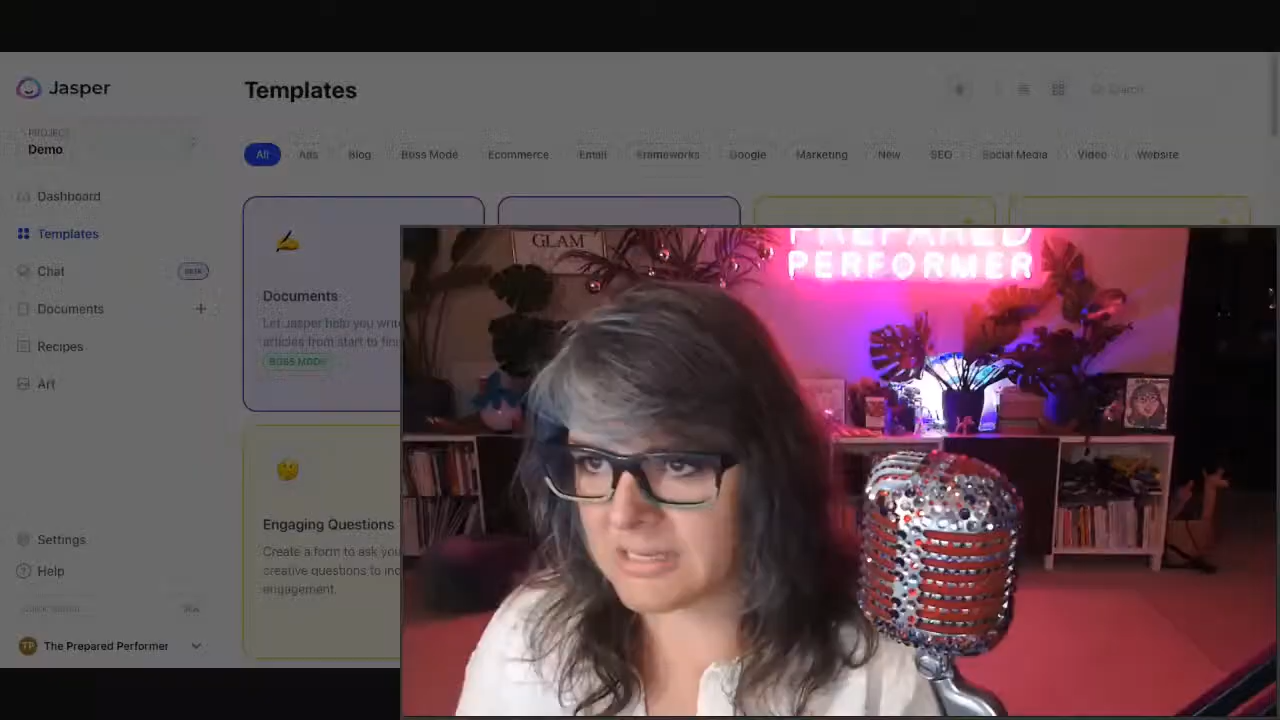 Jasper
Templates
Search
PROJECT
Demo
All
Ads
Blog
Boss Mode
Ecommerce
Email
Frameworks
Google
Marketing
New
SEO
Social Media
Video
Website
Dashboard
Templates
Chat
BETA
Documents
Recipes
Art
Documents
Let Jasper help you write
articles from start to
BOSS MODE
Engaging Questions
Create a form to ask you
creative questions to
engagement.
Settings
Help
TP
The Prepared Performer
GLAM
PREPARED
PERFORMER